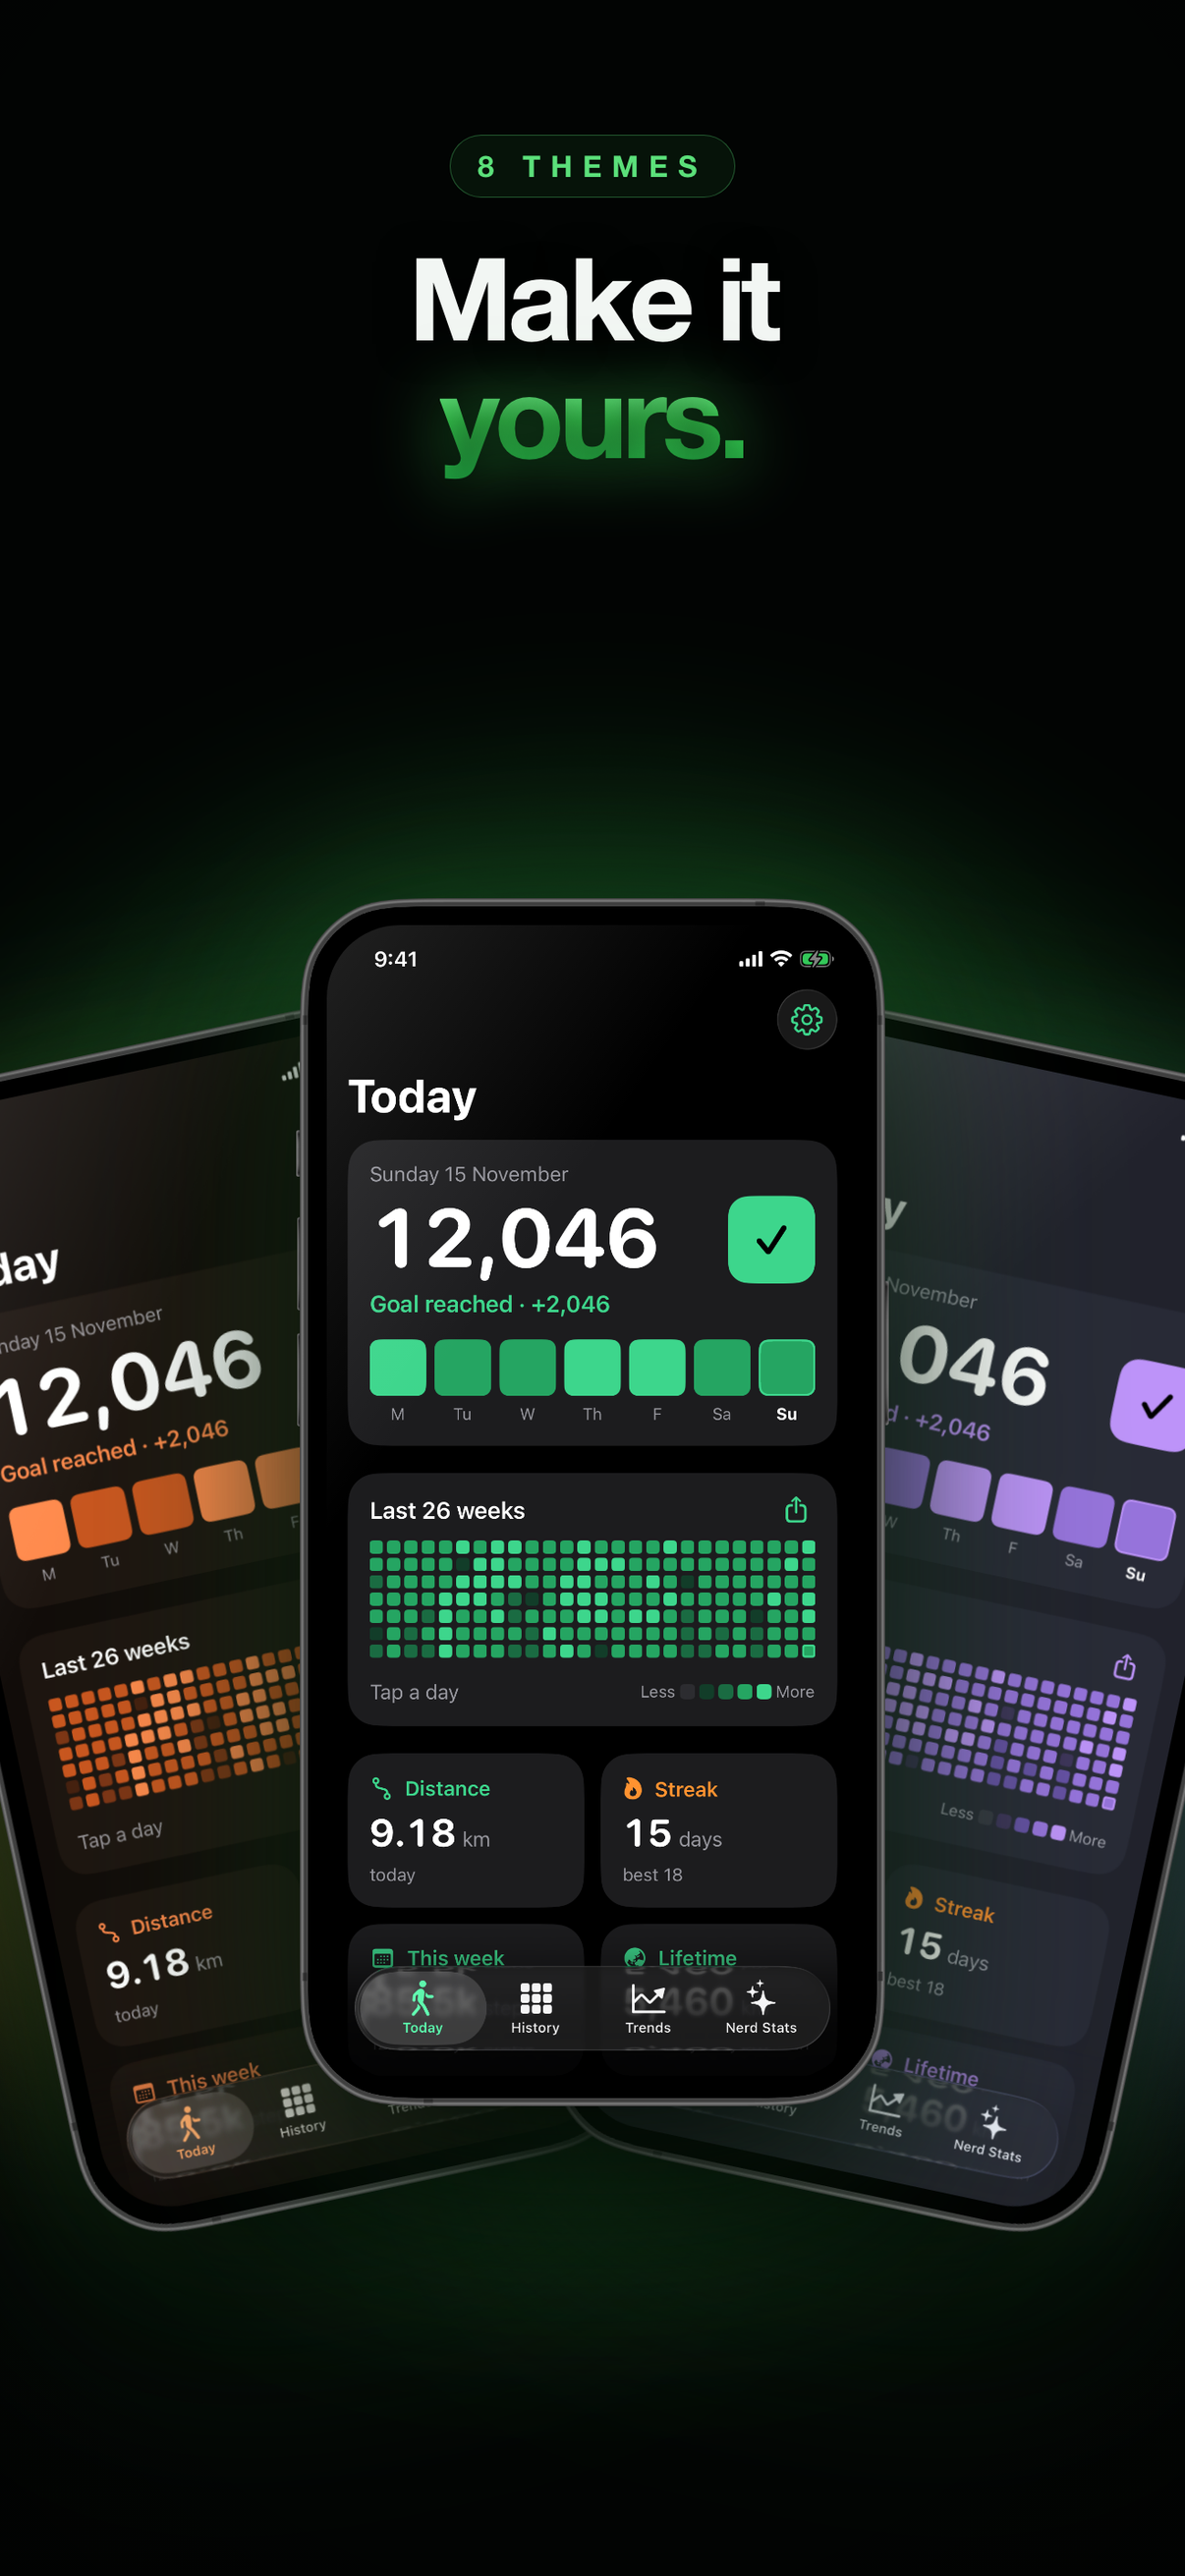 8 THEMES
Make it
yours.
9:41
Today
Sunday 15 November
12,046
Goal reached · +2,046
M Tu W Th F Sa Su
Last 26 weeks
Tap a day
Less More
Distance
9.18 km
today
Streak
15 days
best 18
This week
Lifetime
Today
History
Trends
Nerd Stats
day
nday 15 November
12,046
Goal reached · +2,046
M Tu W Th F
Last 26 weeks
Tap a day
Distance
9.18 km
today
This week
Today
History
Tren
y
November
046
d · +2,046
W Th F Sa Su
Less More
Streak
15 days
best 18
Lifetime
story
Trends
Nerd Stats